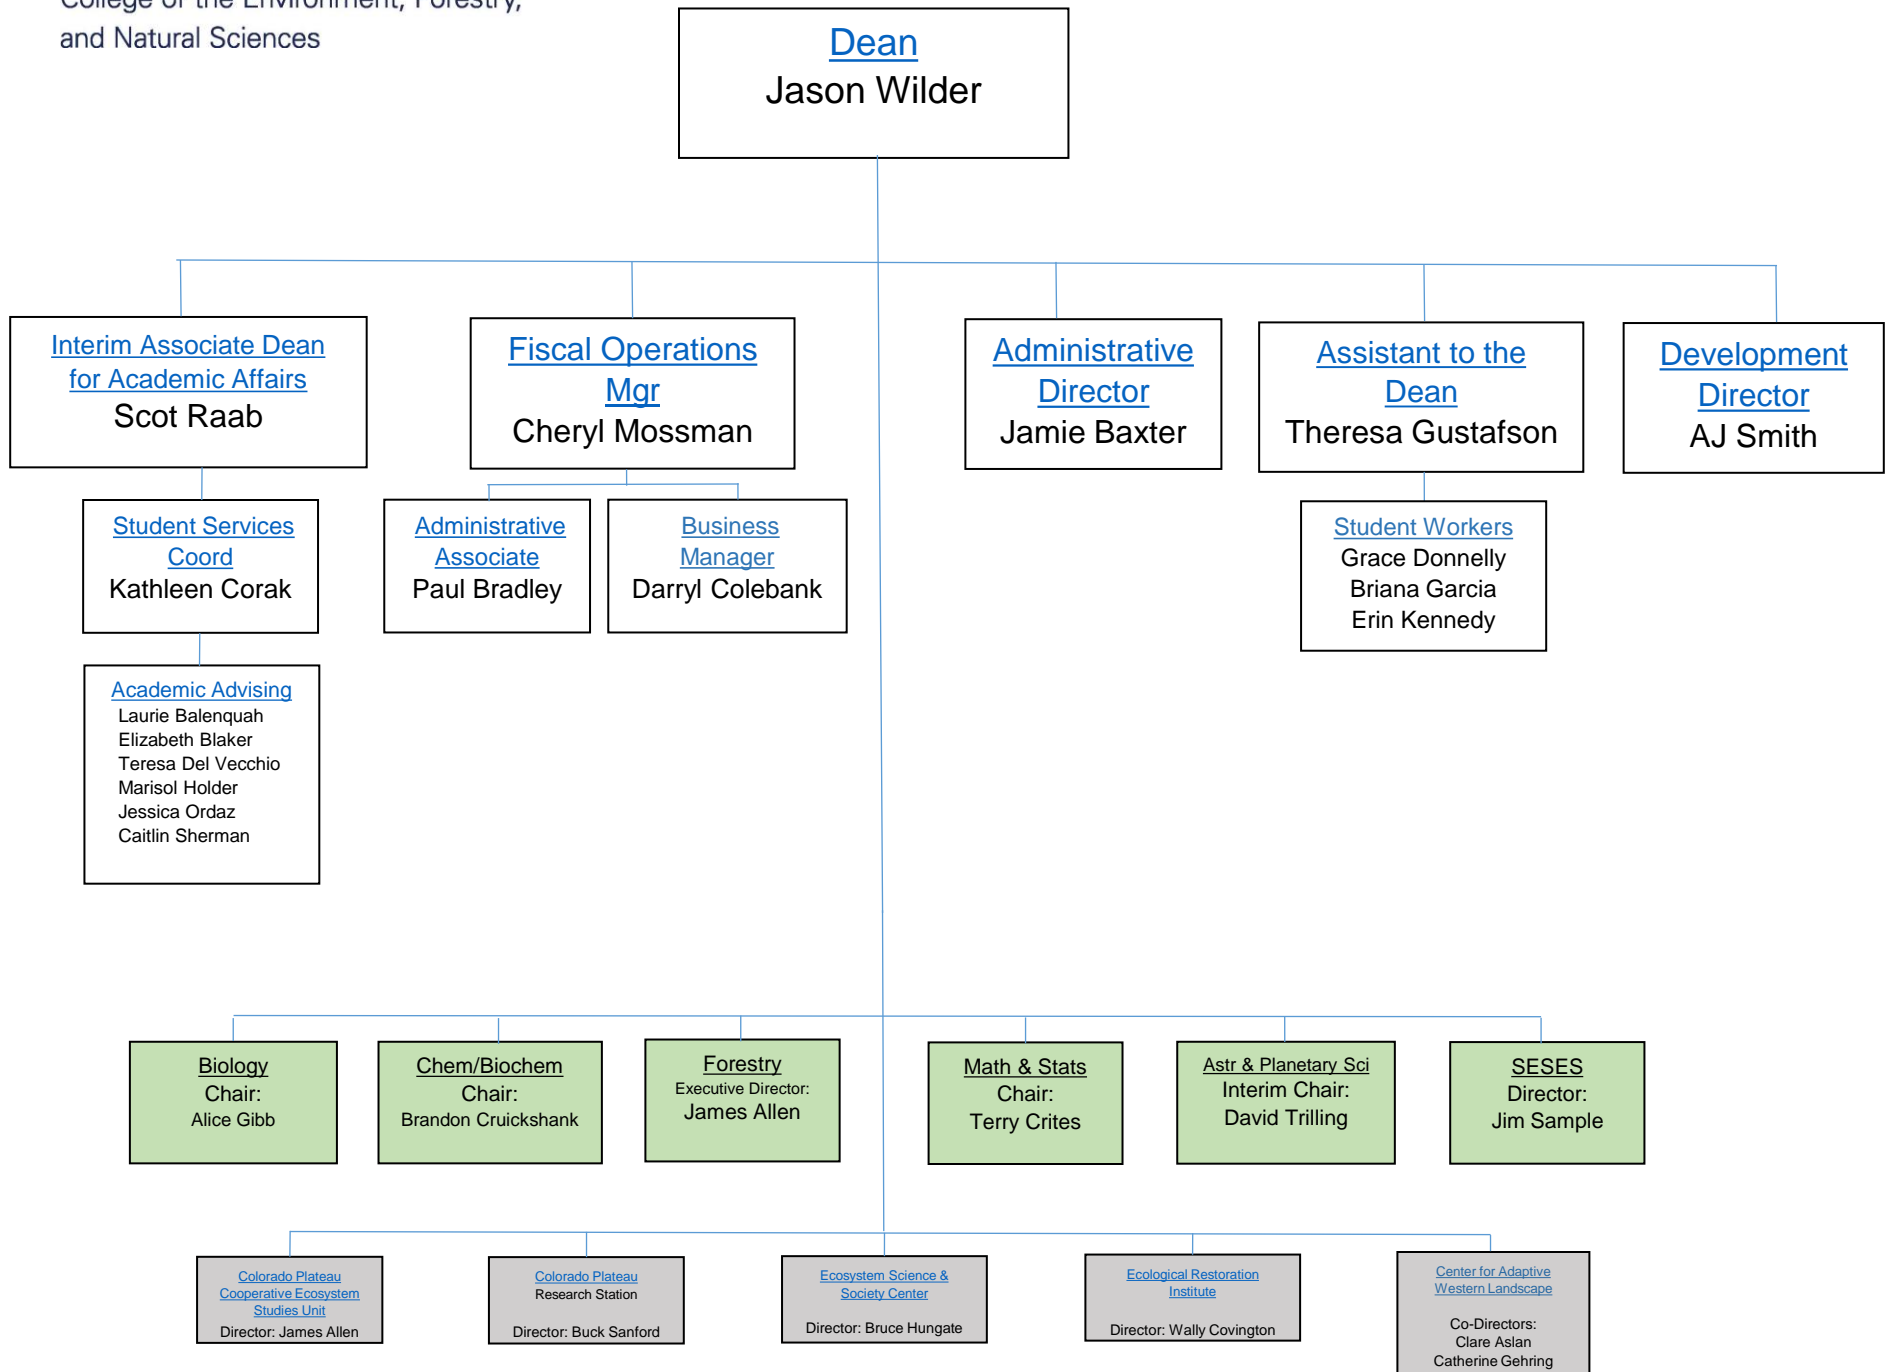 College of the Environment, Forestry,
and Natural Sciences
Dean
Jason Wilder
Interim Associate Dean
for Academic Affairs
Scot Raab
Fiscal Operations
Mgr
Cheryl Mossman
Administrative
Director
Jamie Baxter
Assistant to the
Dean
Theresa Gustafson
Development
Director
AJ Smith
Student Services
Coord
Kathleen Corak
Administrative
Associate
Paul Bradley
Business
Manager
Darryl Colebank
Student Workers
Grace Donnelly
Briana Garcia
Erin Kennedy
Academic Advising
Laurie Balenquah
Elizabeth Blaker
Teresa Del Vecchio
Marisol Holder
Jessica Ordaz
Caitlin Sherman
Biology
Chair:
Alice Gibb
Chem/Biochem
Chair:
Brandon Cruickshank
Forestry
Executive Director:
James Allen
Math & Stats
Chair:
Terry Crites
Astr & Planetary Sci
Interim Chair:
David Trilling
SESES
Director:
Jim Sample
Colorado Plateau
Cooperative Ecosystem
Studies Unit
Director: James Allen
Colorado Plateau
Research Station
Director: Buck Sanford
Ecosystem Science &
Society Center
Director: Bruce Hungate
Ecological Restoration
Institute
Director: Wally Covington
Center for Adaptive
Western Landscape
Co-Directors:
Clare Aslan
Catherine Gehring